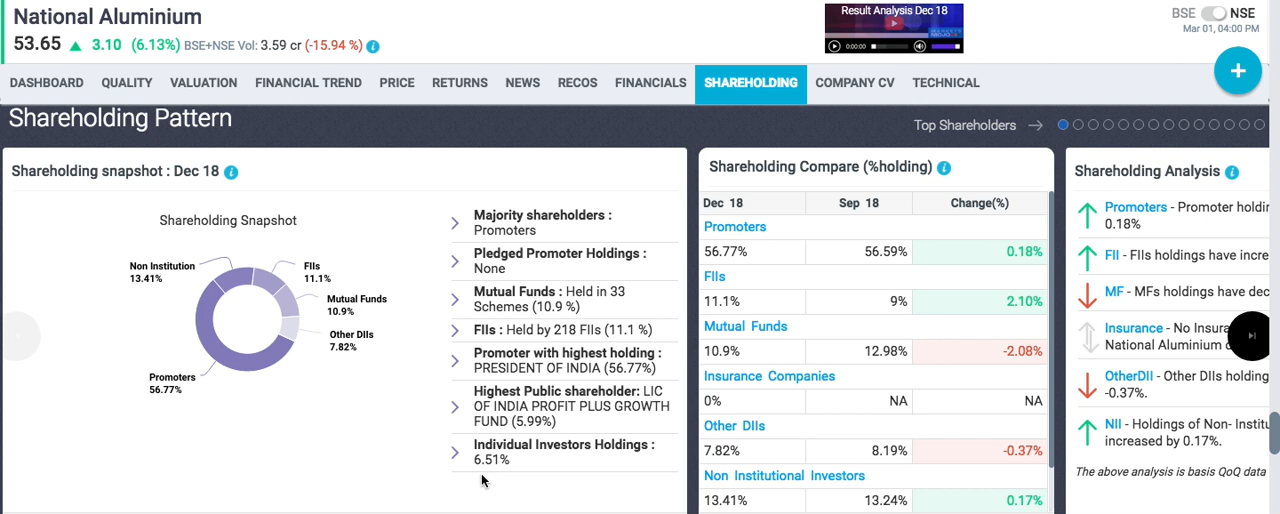 National Aluminium
53.65 ▲ 3.10 (6.13%) BSE+NSE Vol: 3.59 cr (-15.94 %)
Result Analysis Dec 18
0:00:00
BSE NSE
Mar 01, 04:00 PM
+
DASHBOARD QUALITY VALUATION FINANCIAL TREND PRICE RETURNS NEWS RECOS FINANCIALS SHAREHOLDING COMPANY CV TECHNICAL
Shareholding Pattern
Top Shareholders →
Shareholding snapshot : Dec 18
Shareholding Snapshot
Non Institution
13.41%
FIIs
11.1%
Mutual Funds
10.9%
Other DIIs
7.82%
Promoters
56.77%
Majority shareholders :
Promoters
Pledged Promoter Holdings :
None
Mutual Funds : Held in 33
Schemes (10.9 %)
FIIs : Held by 218 FIIs (11.1 %)
Promoter with highest holding :
PRESIDENT OF INDIA (56.77%)
Highest Public shareholder: LIC
OF INDIA PROFIT PLUS GROWTH
FUND (5.99%)
Individual Investors Holdings :
6.51%
Shareholding Compare (%holding)
Dec 18 Sep 18 Change(%)
Promoters
56.77% 56.59% 0.18%
FIIs
11.1% 9% 2.10%
Mutual Funds
10.9% 12.98% -2.08%
Insurance Companies
0% NA NA
Other DIIs
7.82% 8.19% -0.37%
Non Institutional Investors
13.41% 13.24% 0.17%
Shareholding Analysis
Promoters - Promoter holdin
0.18%
FII - FIIs holdings have incre
MF - MFs holdings have dec
Insurance - No Insura
National Aluminium
OtherDII - Other DIIs holding
-0.37%.
NII - Holdings of Non- Institu
increased by 0.17%.
The above analysis is basis QoQ data